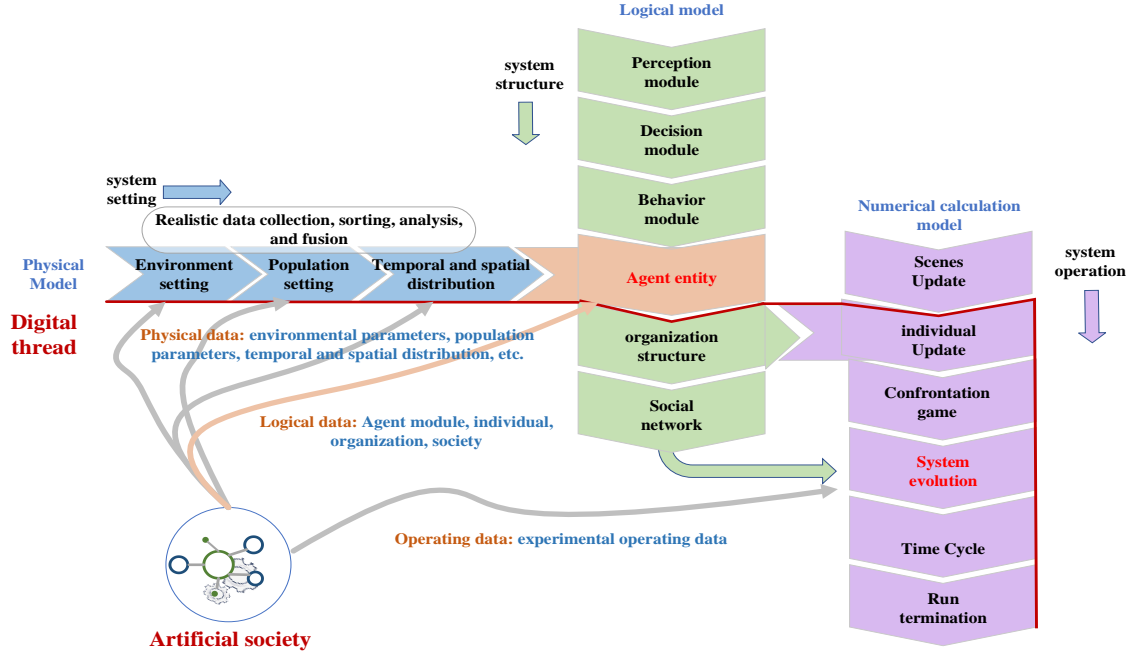 Logical model
system
structure
Perception
module
Decision
module
Behavior
module
system
setting
Realistic data collection, sorting, analysis,
and fusion
Physical
Model
Environment
setting
Population
setting
Temporal and spatial
distribution
Agent entity
Numerical calculation
model
Scenes
Update
system
operation
Digital
thread
Physical data: environmental parameters, population
parameters, temporal and spatial distribution, etc.
organization
structure
individual
Update
Social
network
Confrontation
game
Logical data: Agent module, individual,
organization, society
System
evolution
Operating data: experimental operating data
Time Cycle
Run
termination
Artificial society